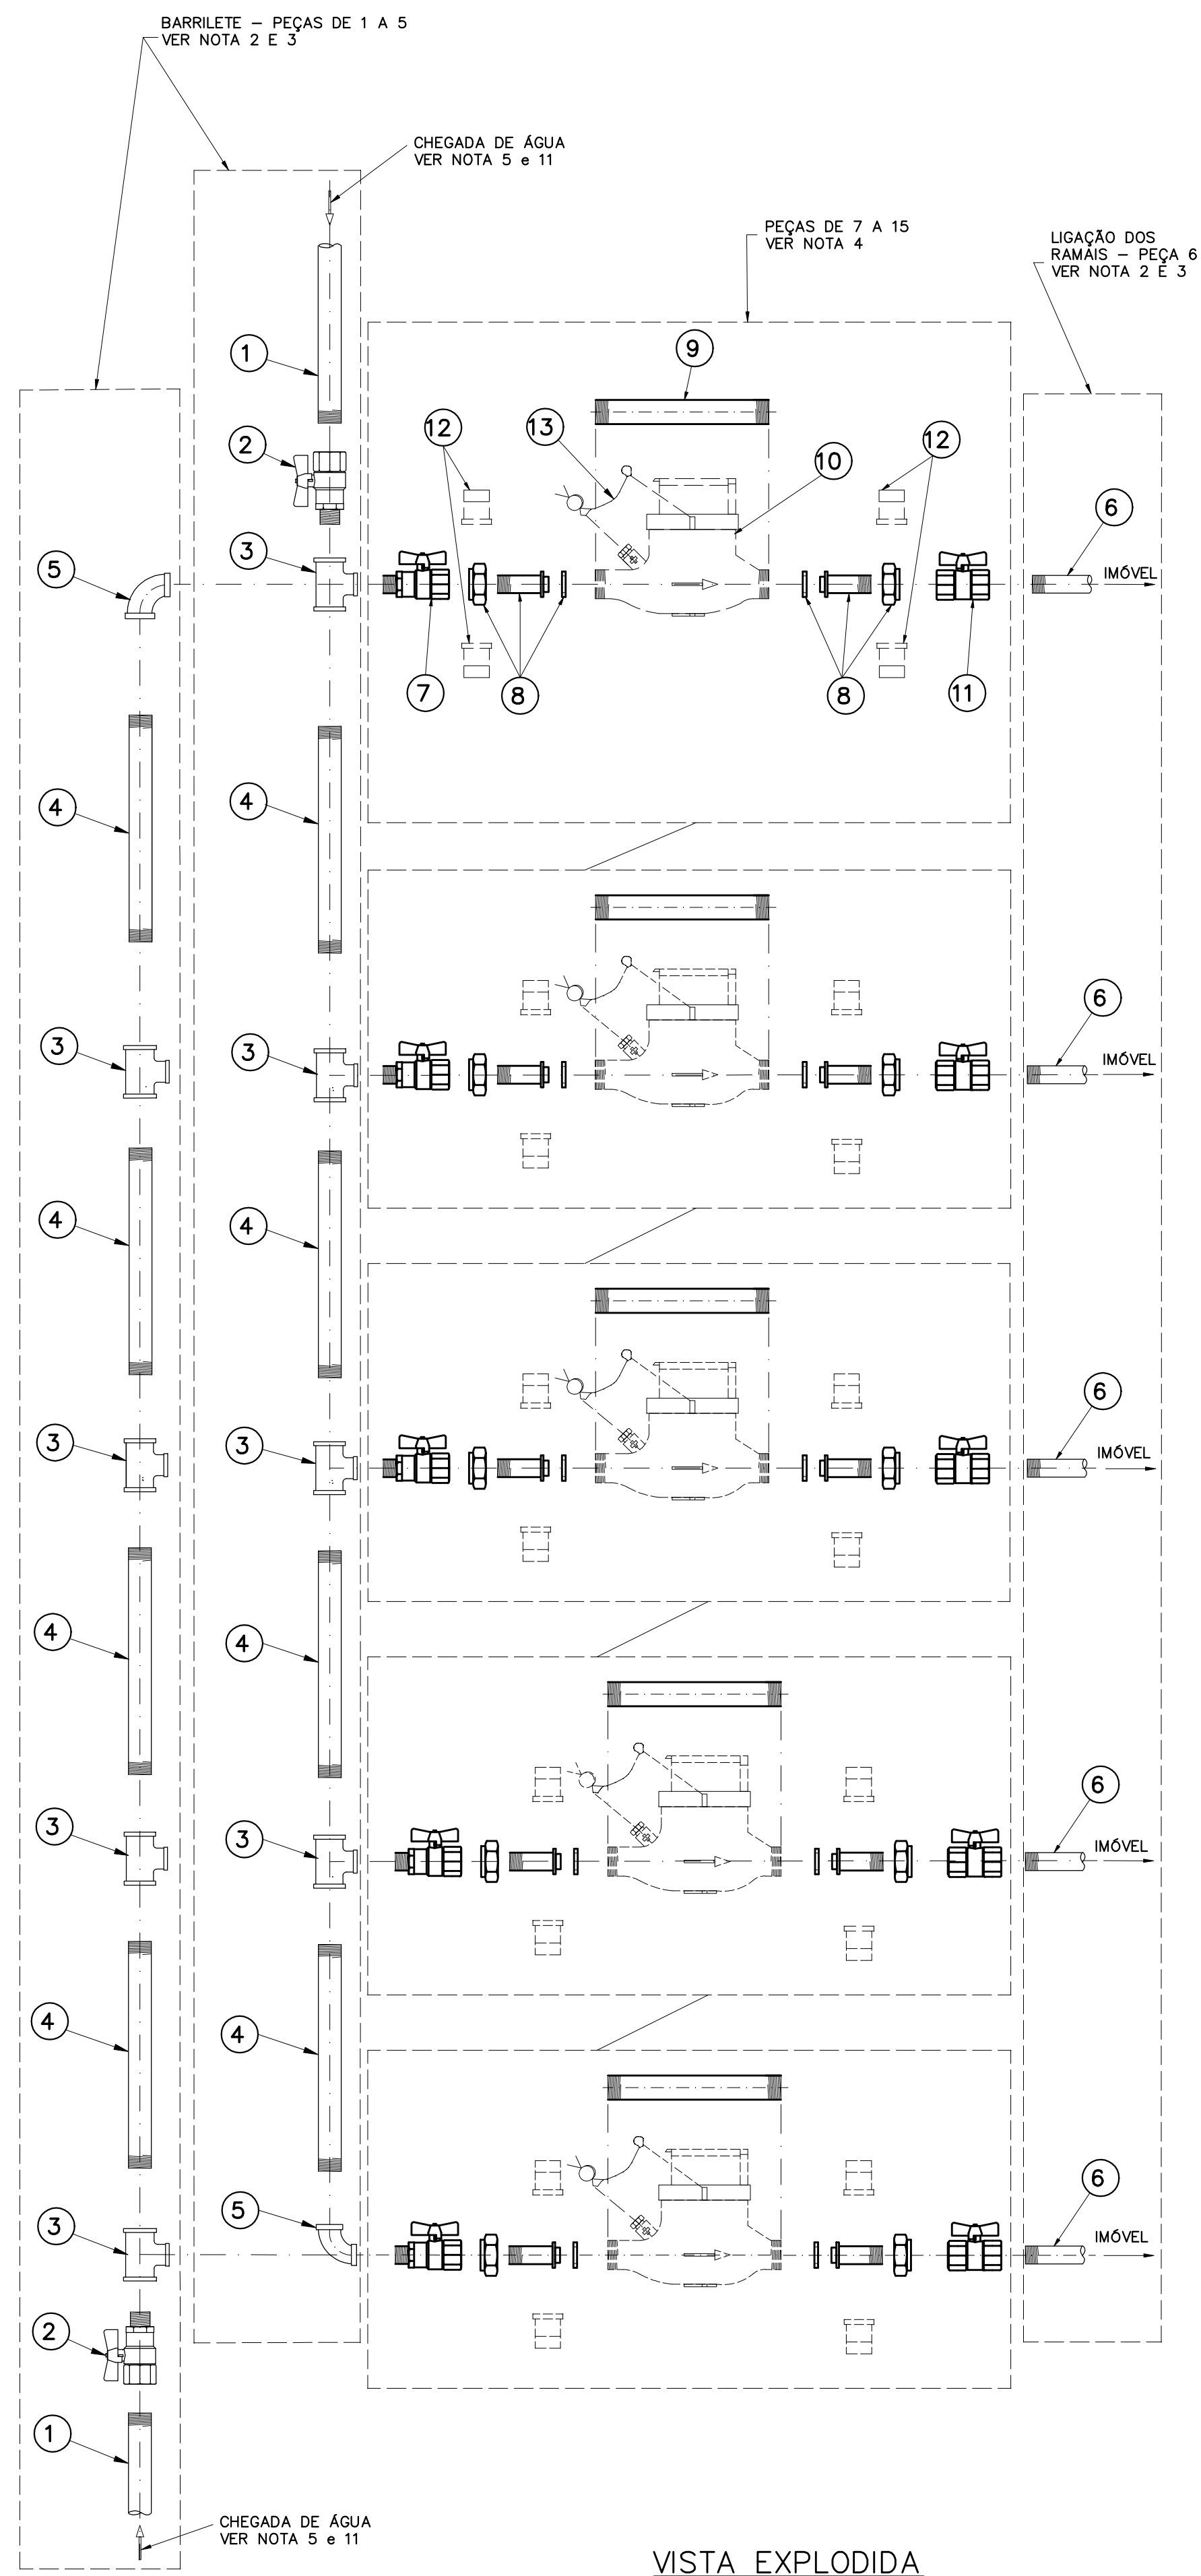 BARRILETE – PEÇAS DE 1 A 5
VER NOTA 2 E 3
CHEGADA DE ÁGUA
VER NOTA 5 e 11
PEÇAS DE 7 A 15
VER NOTA 4
LIGAÇÃO DOS
RAMAIS – PEÇA 6
VER NOTA 2 E 3
1
9
2
12
13
10
12
3
6
5
IMÓVEL
7
8
8
11
4
4
6
3
3
IMÓVEL
4
4
6
3
3
IMÓVEL
4
4
6
3
3
IMÓVEL
4
4
5
6
3
IMÓVEL
2
1
CHEGADA DE ÁGUA
VER NOTA 5 e 11
VISTA EXPLODIDA